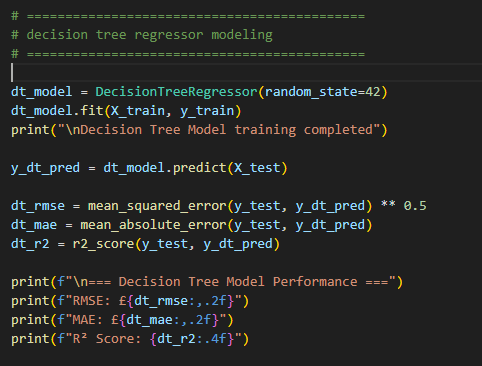 # ===========================================
# decision tree regressor modeling
# ===========================================
dt_model = DecisionTreeRegressor(random_state=42)
dt_model.fit(X_train, y_train)
print("\nDecision Tree Model training completed")
y_dt_pred = dt_model.predict(X_test)
dt_rmse = mean_squared_error(y_test, y_dt_pred) ** 0.5
dt_mae = mean_absolute_error(y_test, y_dt_pred)
dt_r2 = r2_score(y_test, y_dt_pred)
print(f"\n=== Decision Tree Model Performance ===")
print(f"RMSE: £{dt_rmse:,.2f}")
print(f"MAE: £{dt_mae:,.2f}")
print(f"R² Score: {dt_r2:.4f}")